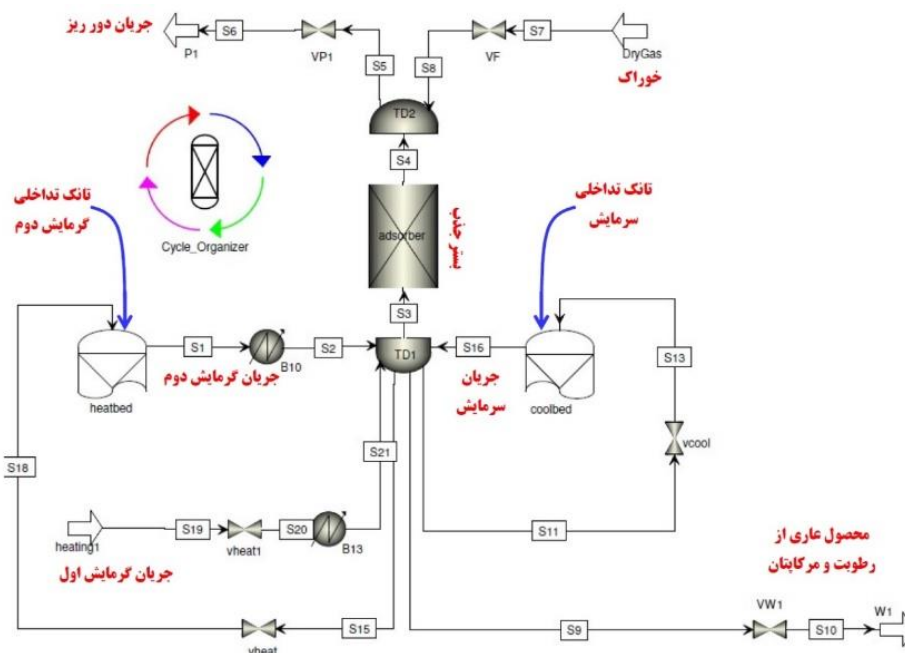 جریان دور ریز
P1
S6
VP1
S5
S8
VF
S7
DryGas
خوراک
TD2
S4
تانک تداخلی
گرمایش دوم
Cycle_Organizer
adsorber
بستر جذب
تانک تداخلی
سرمایش
S3
S1
S2
B10
TD1
S16
S13
heatbed
جریان گرمایش دوم
جریان
سرمایش
coolbed
vcool
S18
S21
S11
heating1
S19
vheat1
S20
B13
جریان گرمایش اول
محصول عاری از
رطوبت و مرکاپتان
vheat
S15
S9
VW1
S10
W1